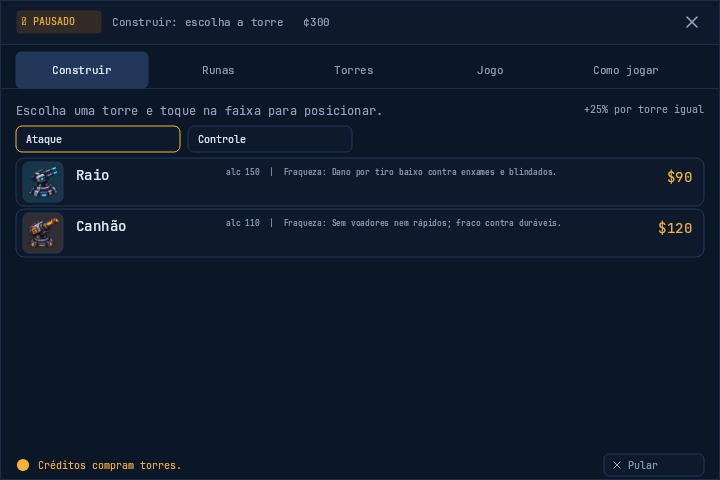 PAUSADO Construir: escolha a torre $300
Construir Runas Torres Jogo Como jogar
Escolha uma torre e toque na faixa para posicionar. +25% por torre igual
Ataque Controle
Raio alc 150 | Fraqueza: Dano por tiro baixo contra enxames e blindados. $90
Canhão alc 110 | Fraqueza: Sem voadores nem rápidos; fraco contra duráveis. $120
Créditos compram torres. Pular